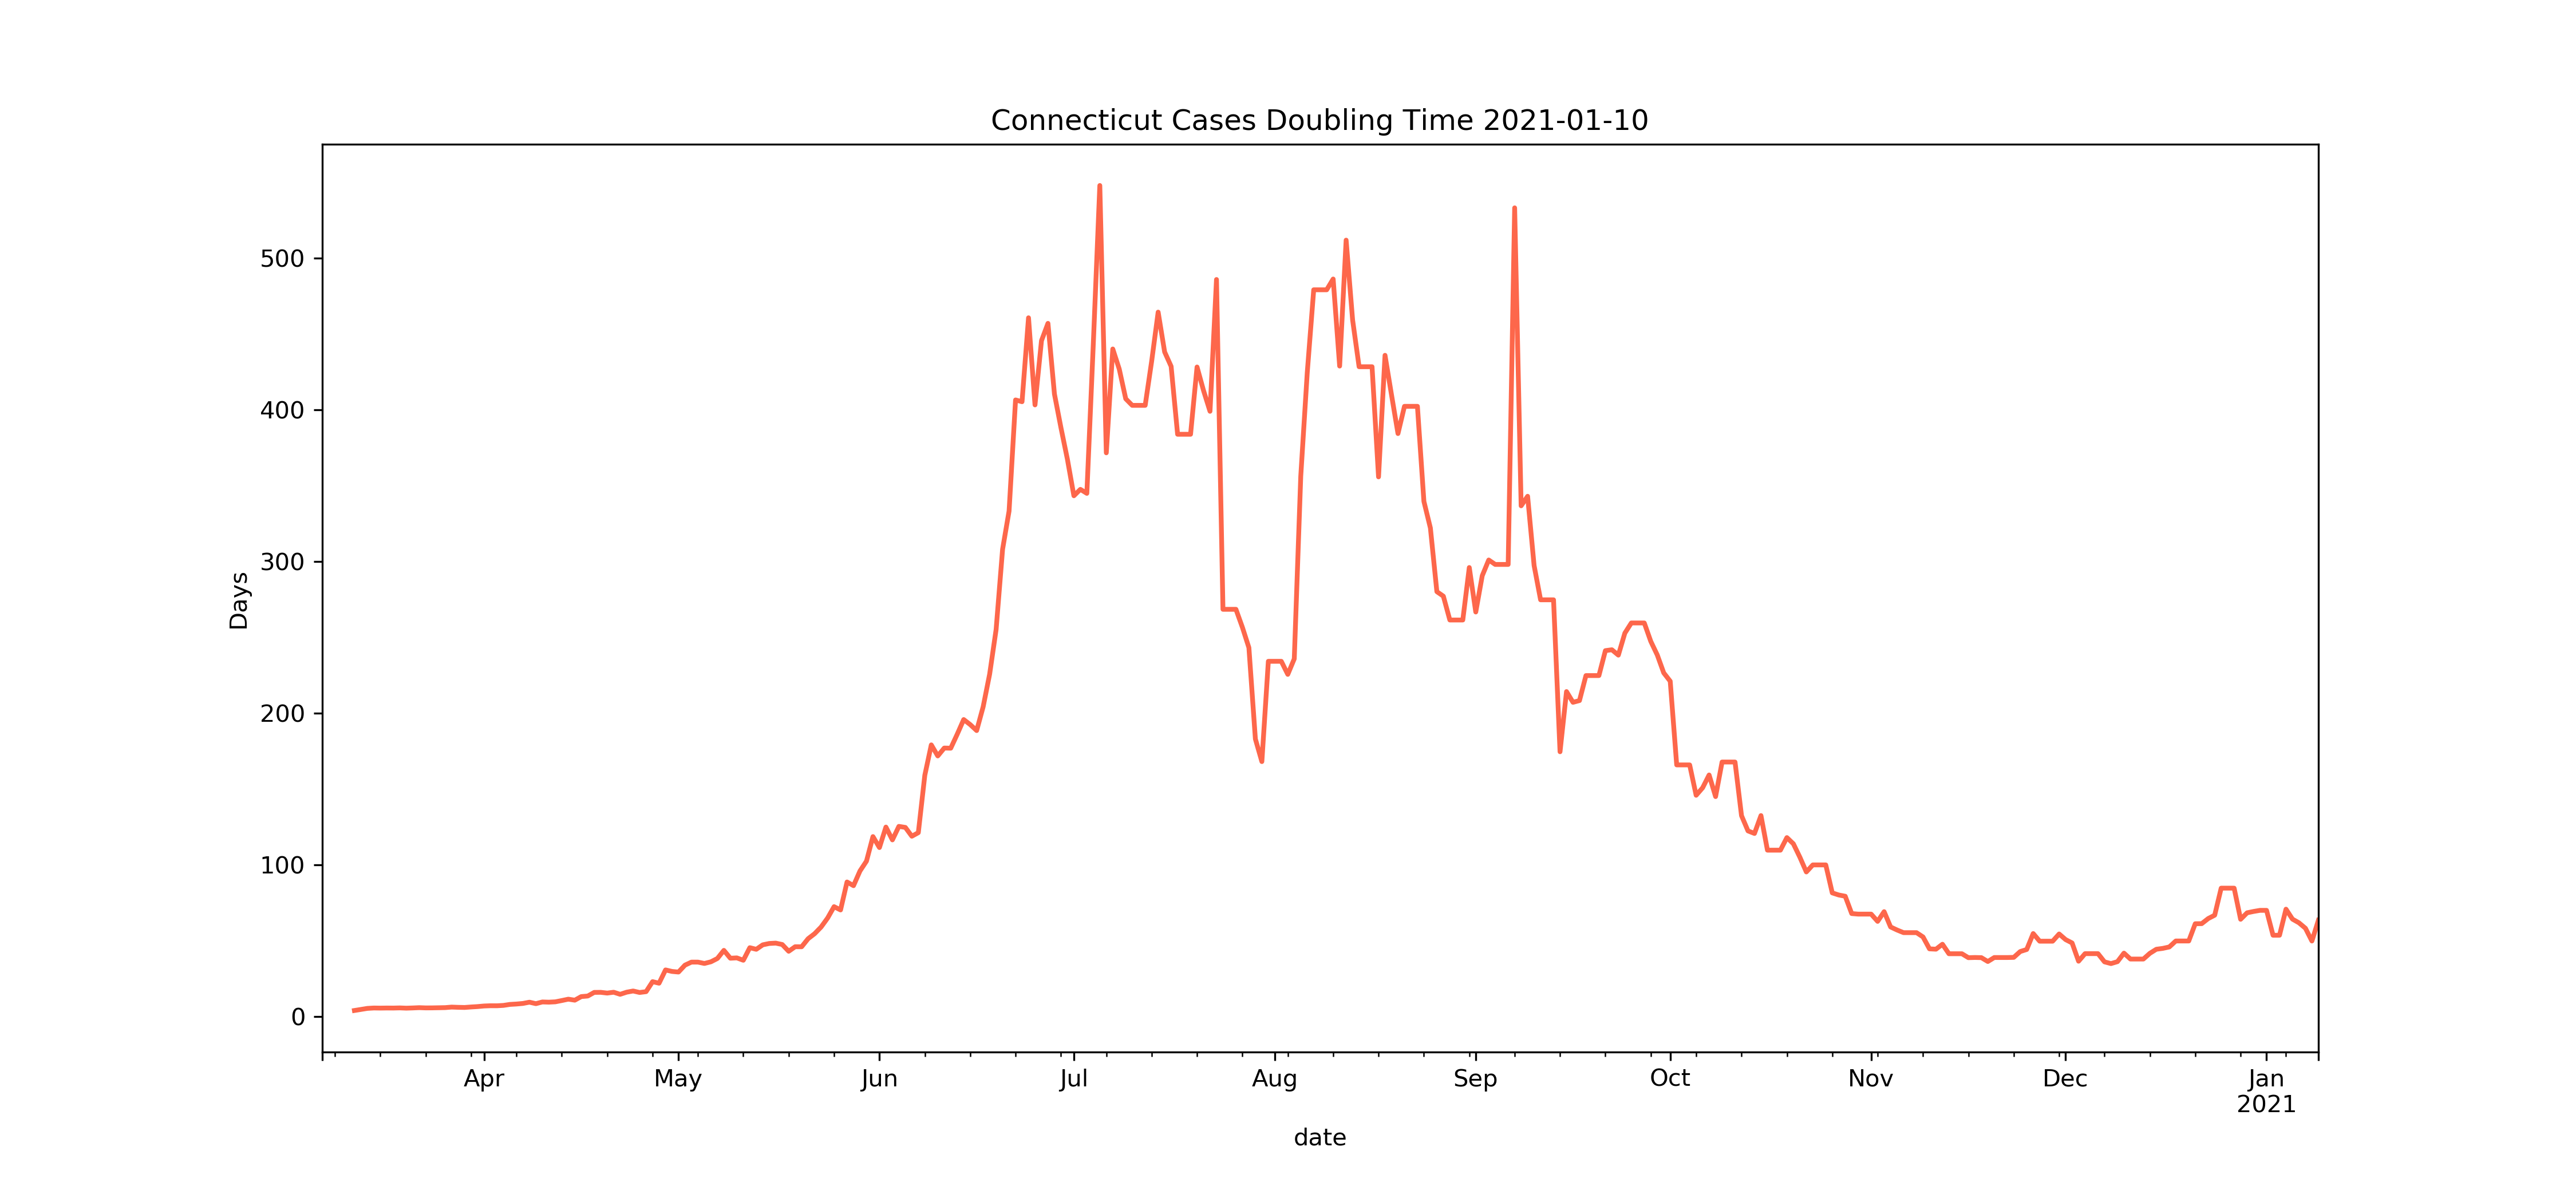 Connecticut Cases Doubling Time 2021-01-10
500
400
300
200
100
0
Days
Apr May Jun Jul Aug Sep Oct Nov Dec Jan
2021
date